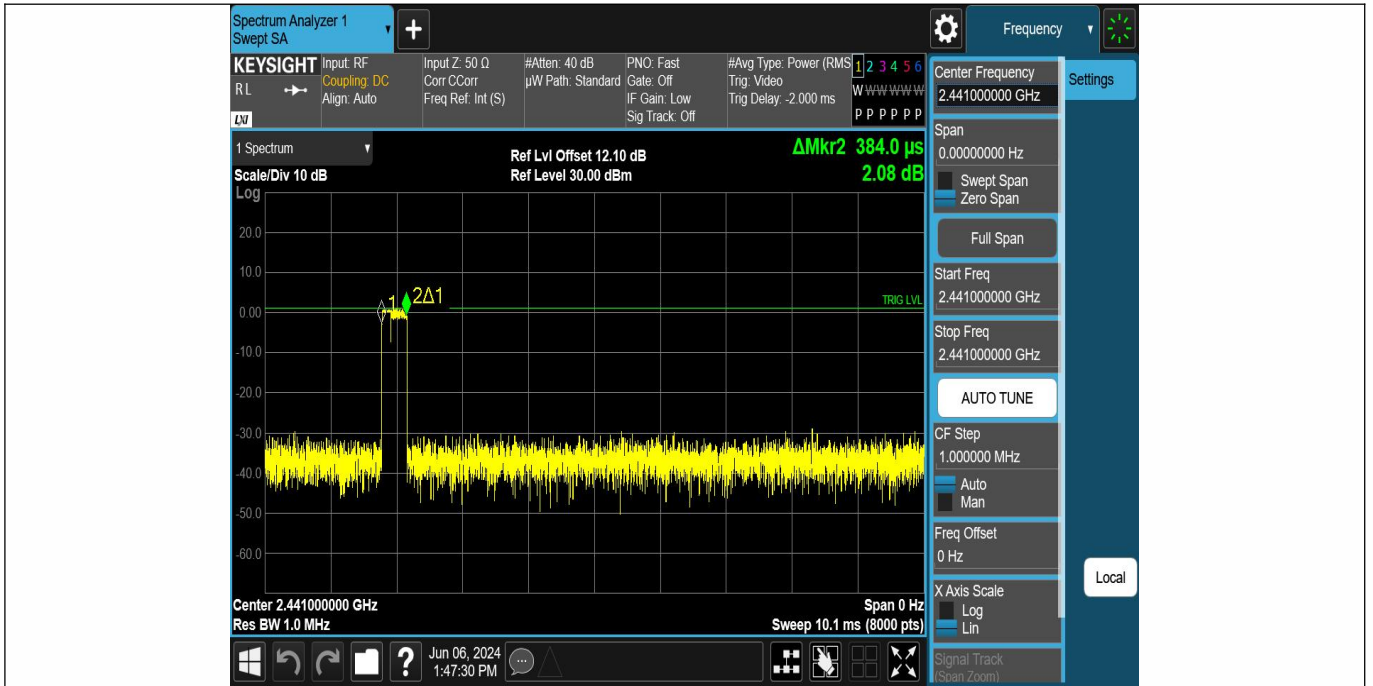 Spectrum Analyzer 1
Swept SA
+
Frequency
KEYSIGHT
RL
LXI
Input: RF
Coupling: DC
Align: Auto
Input Z: 50 Ω
Corr CCorr
Freq Ref: Int (S)
#Atten: 40 dB
µW Path: Standard
PNO: Fast
Gate: Off
IF Gain: Low
Sig Track: Off
#Avg Type: Power (RMS
Trig: Video
Trig Delay: -2.000 ms
1 2 3 4 5 6
W W W W W W
P P P P P P
Center Frequency
2.441000000 GHz
Settings
1 Spectrum
Scale/Div 10 dB
Ref Lvl Offset 12.10 dB
Ref Level 30.00 dBm
ΔMkr2 384.0 µs
2.08 dB
Log
20.0
10.0
0.00
-10.0
-20.0
-30.0
-40.0
-50.0
-60.0
1
2Δ1
TRIG LVL
Center 2.441000000 GHz
Res BW 1.0 MHz
Span 0 Hz
Sweep 10.1 ms (8000 pts)
Span
0.00000000 Hz
Swept Span
Zero Span
Full Span
Start Freq
2.441000000 GHz
Stop Freq
2.441000000 GHz
AUTO TUNE
CF Step
1.000000 MHz
Auto
Man
Freq Offset
0 Hz
X Axis Scale
Log
Lin
Signal Track
(Span Zoom)
Local
?
Jun 06, 2024
1:47:30 PM